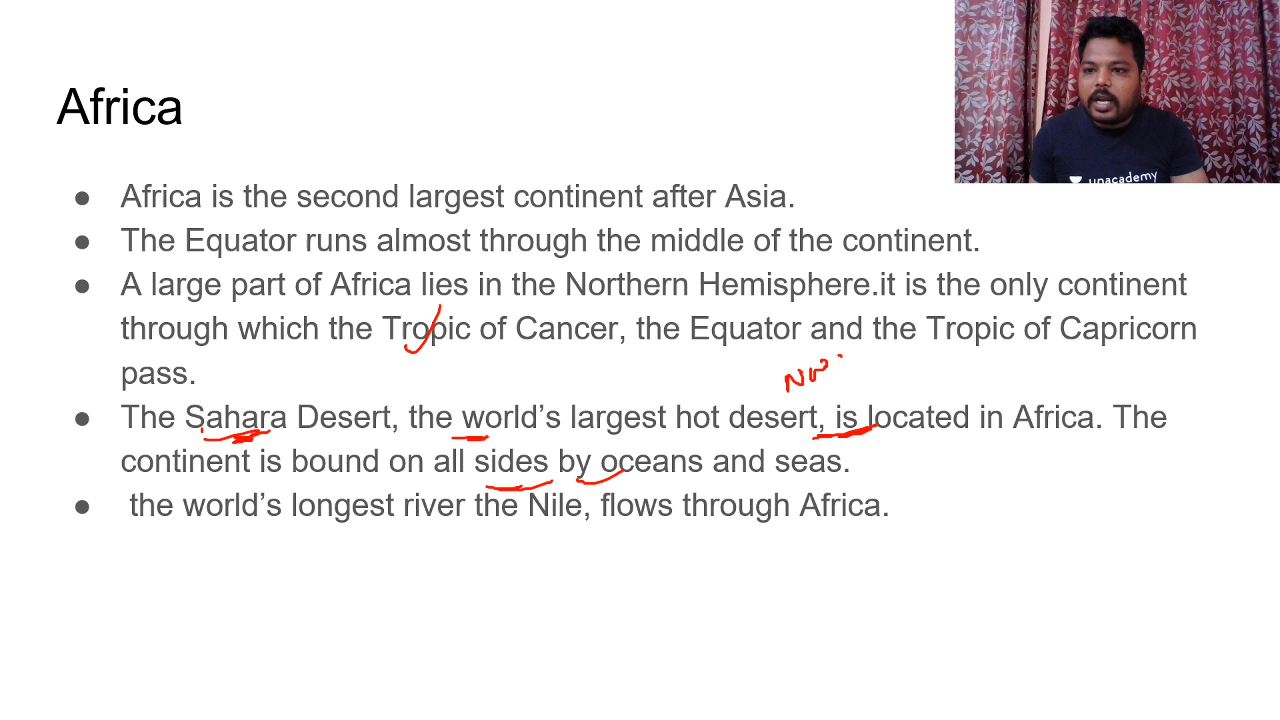 Africa
● Africa is the second largest continent after Asia.
● The Equator runs almost through the middle of the continent.
● A large part of Africa lies in the Northern Hemisphere.it is the only continent
through which the Tropic of Cancer, the Equator and the Tropic of Capricorn
pass.
● The Sahara Desert, the world’s largest hot desert, is located in Africa. The
continent is bound on all sides by oceans and seas.
● the world’s longest river the Nile, flows through Africa.
unacademy